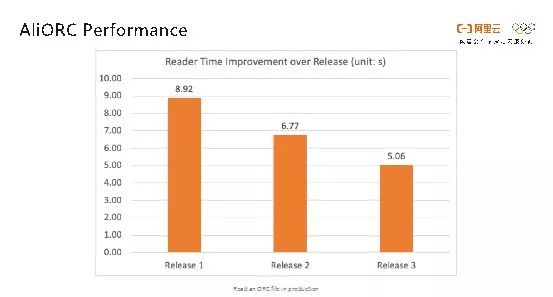 AliORC Performance
阿里云
Reader Time Improvement over Release (unit: s)
10.00
9.00
8.00
7.00
6.00
5.00
4.00
3.00
2.00
1.00
0.00
8.92
6.77
5.06
Release 1
Release 2
Release 3
Read an ORC file in production